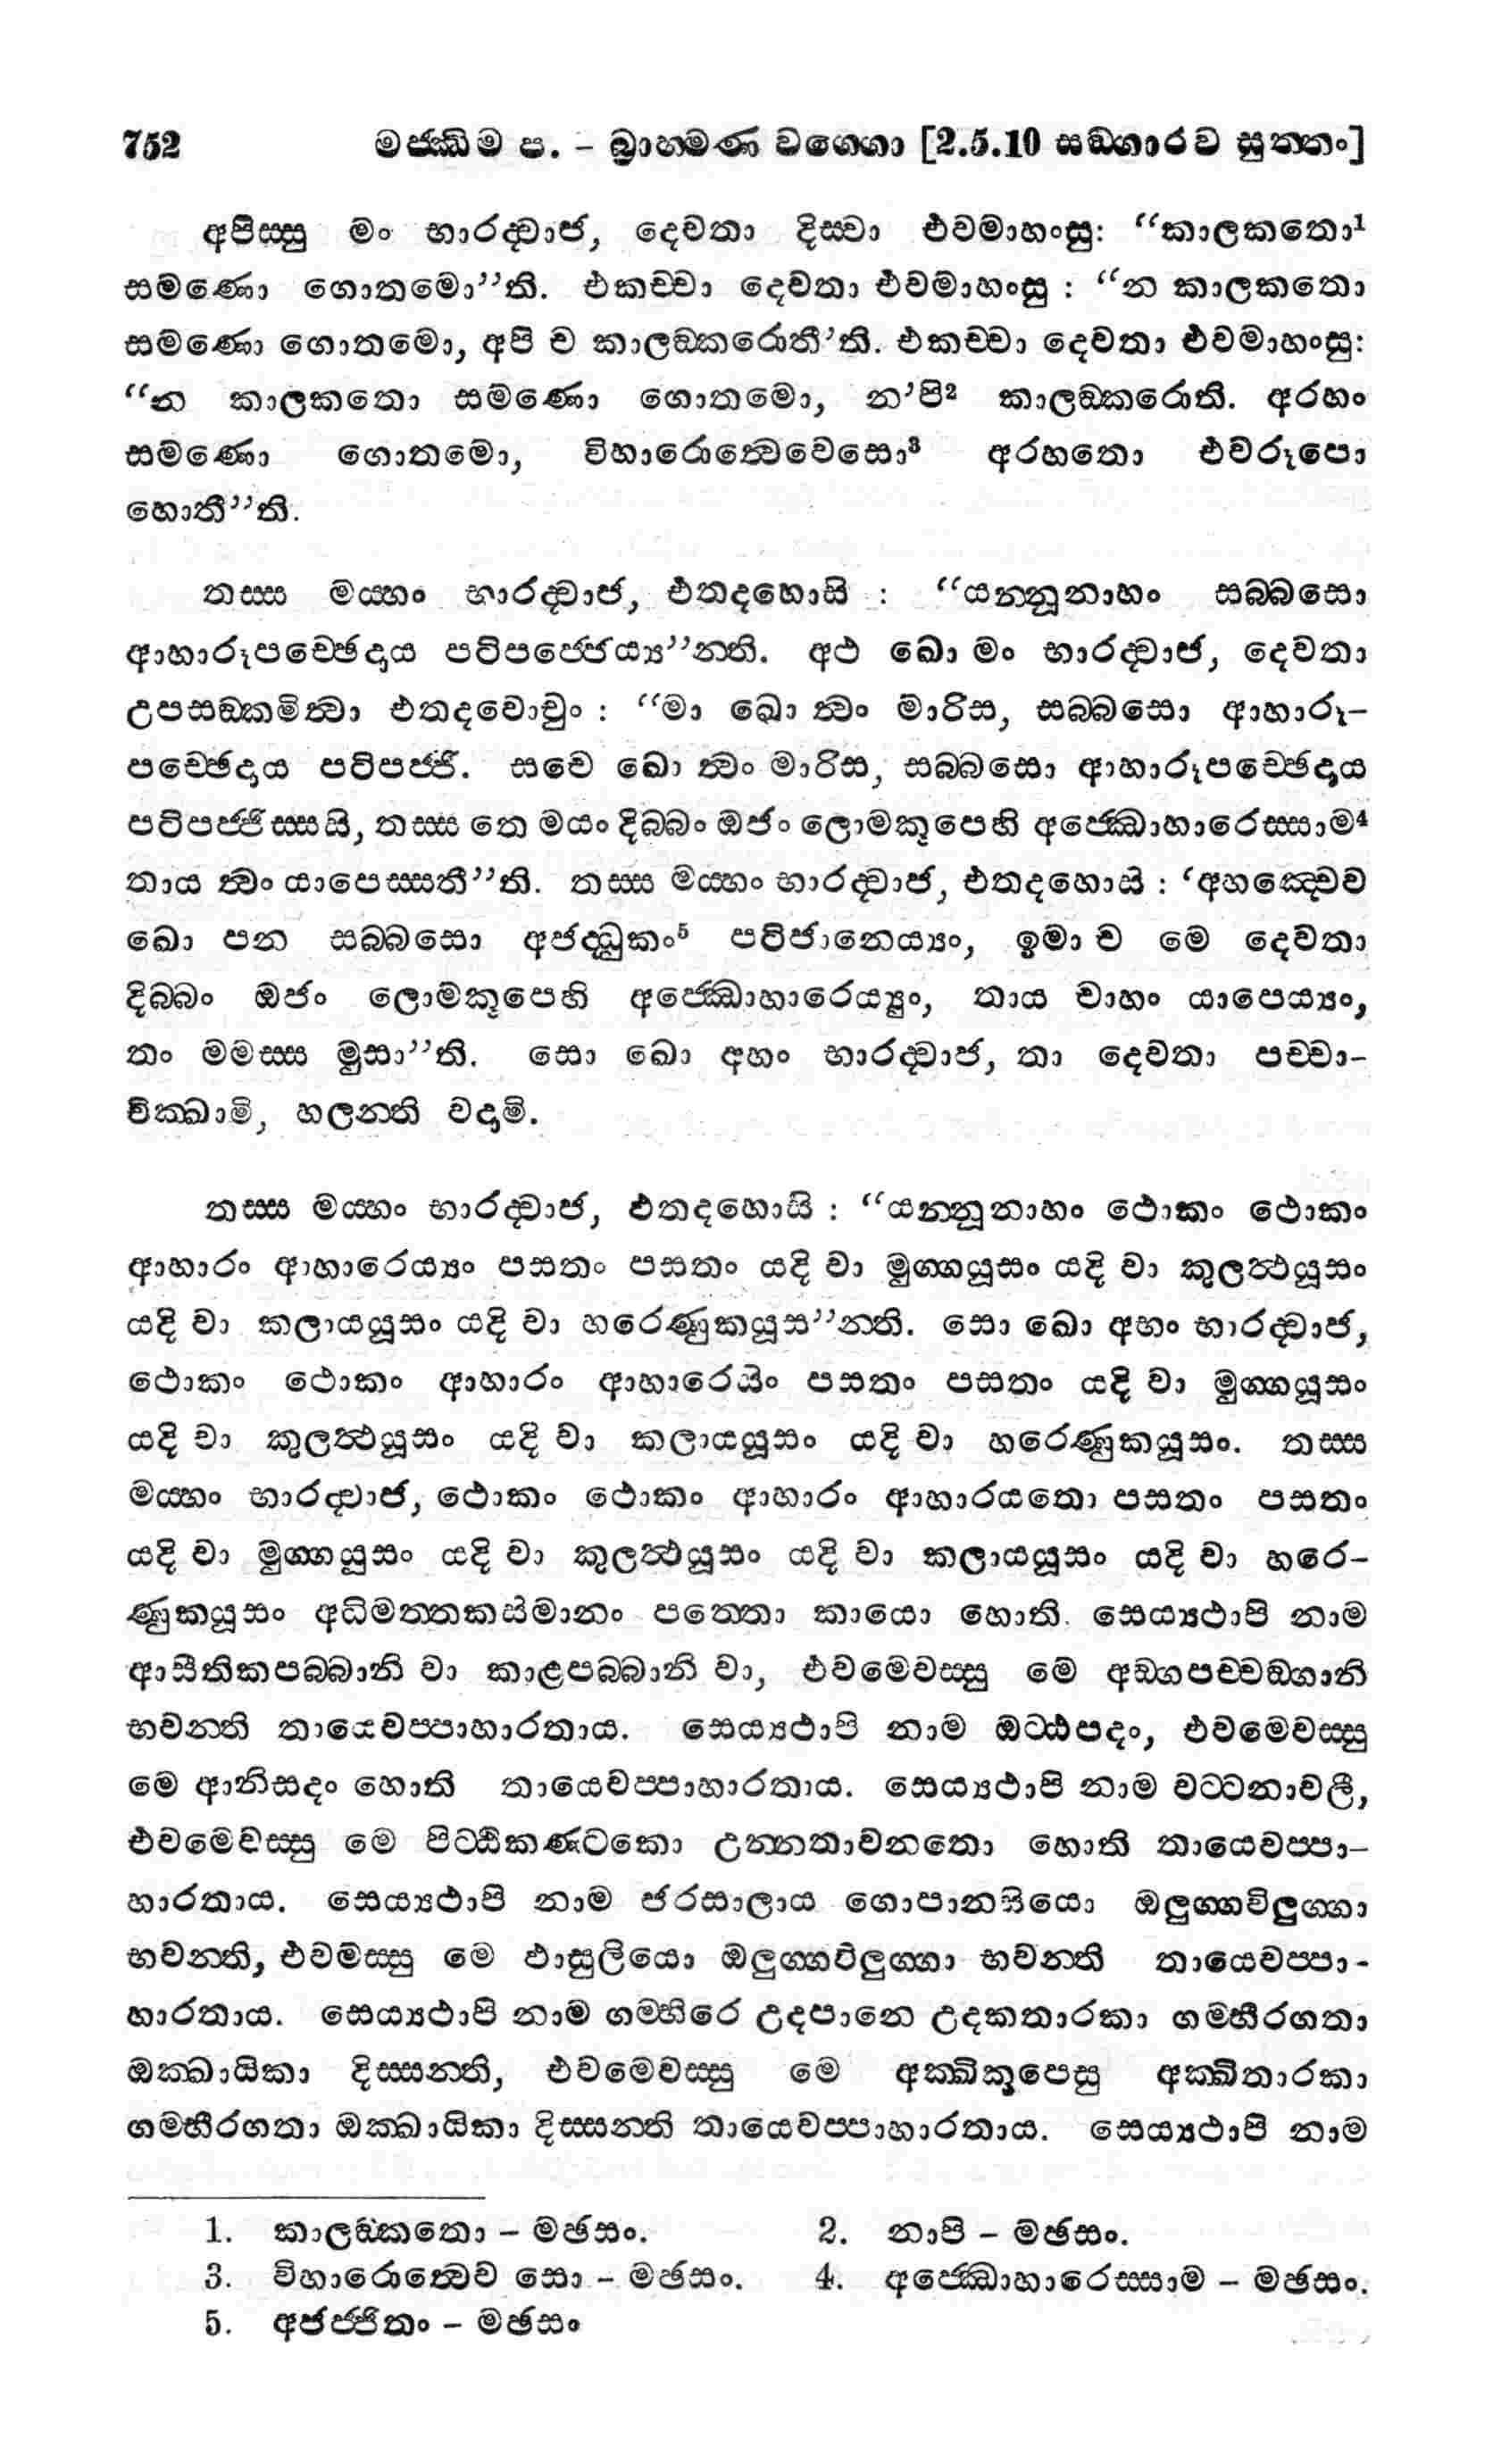 752 මජ්ඣිම ප. – බ්‍රාහ්මණ වග්ගො [2.5.10 සඞ්ගාරව සුත්තං]
අපිස්සු මං භාරද්වාජ, දෙවතා දිස්වා එවමාහංසු: “කාලකතො¹
සමණො ගොතමො”ති. එකච්චා දෙවතා එවමාහංසු : “න කාලකතො
සමණො ගොතමො, අපි ච කාලඞ්කරොතී’ති. එකච්චා දෙවතා එවමාහංසු:
“න කාලකතො සමණො ගොතමො, න’පි² කාලඞ්කරොති. අරහං
සමණො ගොතමො, විහාරොත්වෙවෙසො³ අරහතො එවරූපො
හොතී”ති.
තස්ස මය්හං භාරද්වාජ, එතදහොසි : “යන්නූනාහං සබ්බසො
ආහාරූපච්ඡෙදාය පටිපජ්ජෙය්‍ය”න්ති. අථ ඛො මං භාරද්වාජ, දෙවතා
උපසඞ්කමිත්වා එතදවොචුං : “මා ඛො ත්වං මාරිස, සබ්බසො ආහාරූ-
පච්ඡෙදාය පටිපජ්ජි. සචෙ ඛො ත්වං මාරිස, සබ්බසො ආහාරූපච්ඡෙදාය
පටිපජ්ජිස්සසි, තස්ස තෙ මයං දිබ්බං ඔජං ලොමකූපෙහි අජ්ඣොහාරෙස්සාම⁴
තාය ත්වං යාපෙස්සතී”ති. තස්ස මය්හං භාරද්වාජ, එතදහොසි : ‘අහඤ්චෙව
ඛො පන සබ්බසො අජද්ධුකං⁵ පටිජානෙය්‍යං, ඉමා ච මෙ දෙවතා
දිබ්බං ඔජං ලොමකූපෙහි අජ්ඣොහාරෙය්‍යුං, තාය චාහං යාපෙය්‍යං,
තං මමස්ස මුසා”ති. සො ඛො අහං භාරද්වාජ, තා දෙවතා පච්චා-
චික්ඛාමි, හලන්ති වදාමි.
තස්ස මය්හං භාරද්වාජ, එතදහොසි : “යන්නූනාහං ථොකං ථොකං
ආහාරං ආහාරෙය්‍යං පසතං පසතං යදි වා මුග්ගයූසං යදි වා කුලත්ථයූසං
යදි වා කලායයූසං යදි වා හරෙණුකයූස”න්ති. සො ඛො අහං භාරද්වාජ,
ථොකං ථොකං ආහාරං ආහාරෙසිං පසතං පසතං යදි වා මුග්ගයූසං
යදි වා කුලත්ථයූසං යදි වා කලායයූසං යදි වා හරෙණුකයූසං. තස්ස
මය්හං භාරද්වාජ, ථොකං ථොකං ආහාරං ආහාරයතො පසතං පසතං
යදි වා මුග්ගයූසං යදි වා කුලත්ථයූසං යදි වා කලායයූසං යදි වා හරෙ-
ණුකයූසං අධිමත්තකසිමානං පත්තො කායො හොති. සෙය්‍යථාපි නාම
ආසීතිකපබ්බානි වා කාළපබ්බානි වා, එවමෙවස්සු මෙ අඞ්ගපච්චඞ්ගානි
භවන්ති තායෙවප්පාහාරතාය. සෙය්‍යථාපි නාම ඔට්ඨපදං, එවමෙවස්සු
මෙ ආනිසදං හොති තායෙවප්පාහාරතාය. සෙය්‍යථාපි නාම වට්ටනාවලී,
එවමෙවස්සු මෙ පිට්ඨිකණ්ටකො උන්නතාවනතො හොති තායෙවප්පා-
හාරතාය. සෙය්‍යථාපි නාම ජරසාලාය ගොපානසියො ඔලුග්ගවිලුග්ගා
භවන්ති, එවමස්සු මෙ ඵාසුලියො ඔලුග්ගවිලුග්ගා භවන්ති තායෙවප්පා-
හාරතාය. සෙය්‍යථාපි නාම ගම්භිරෙ උදපානෙ උදකතාරකා ගම්භීරගතා
ඔක්ඛායිකා දිස්සන්ති, එවමෙවස්සු මෙ අක්ඛිකූපෙසු අක්ඛිතාරකා
ගම්භීරගතා ඔක්ඛායිකා දිස්සන්ති තායෙවප්පාහාරතාය. සෙය්‍යථාපි නාම
1. කාලඞ්කතො – මඡසං. 2. නාපි – මඡසං.
3. විහාරොත්වෙව සො – මඡසං. 4. අජ්ඣොහාරෙස්සාම – මඡසං.
5. අජජ්ජිතං – මඡසං